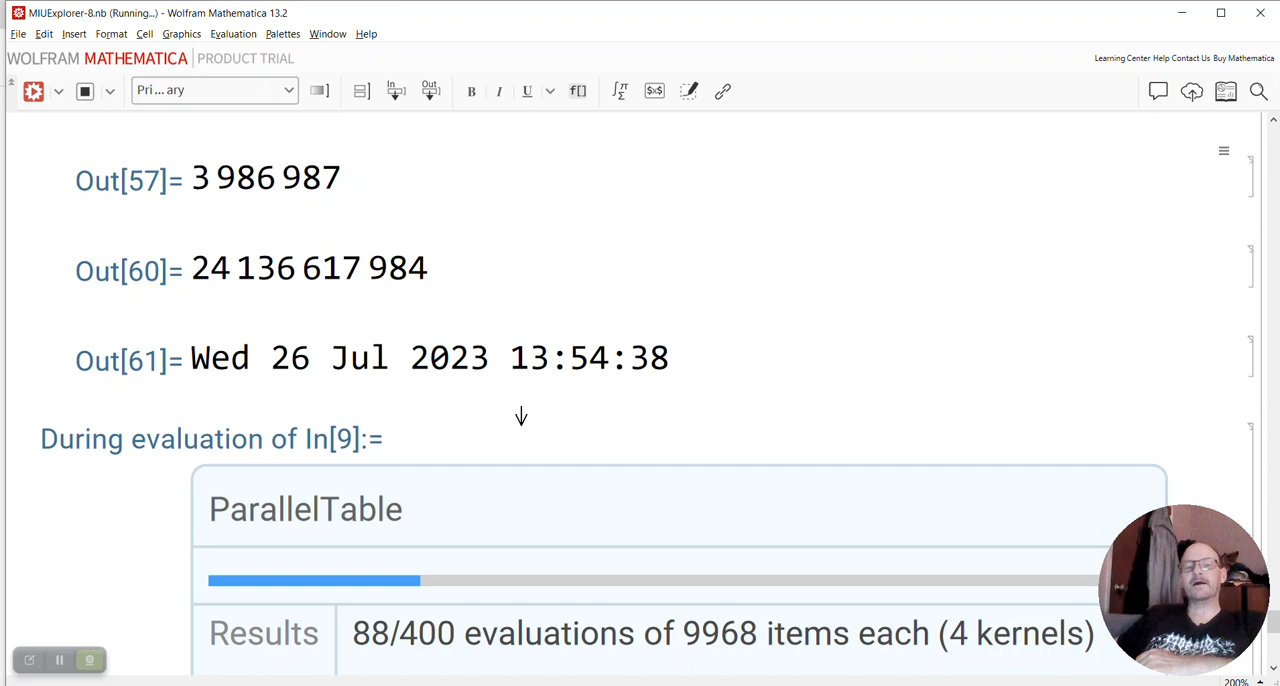 MIUExplorer-8.nb (Running...) - Wolfram Mathematica 13.2
File Edit Insert Format Cell Graphics Evaluation Palettes Window Help
WOLFRAM MATHEMATICA PRODUCT TRIAL
Learning Center Help Contact Us Buy Mathematica
Pri ... ary
In Out B I U f[] ∫π Σ $x$
Out[57]= 3 986 987
Out[60]= 24 136 617 984
Out[61]= Wed 26 Jul 2023 13:54:38
During evaluation of In[9]:=
ParallelTable
Results 88/400 evaluations of 9968 items each (4 kernels)
200%